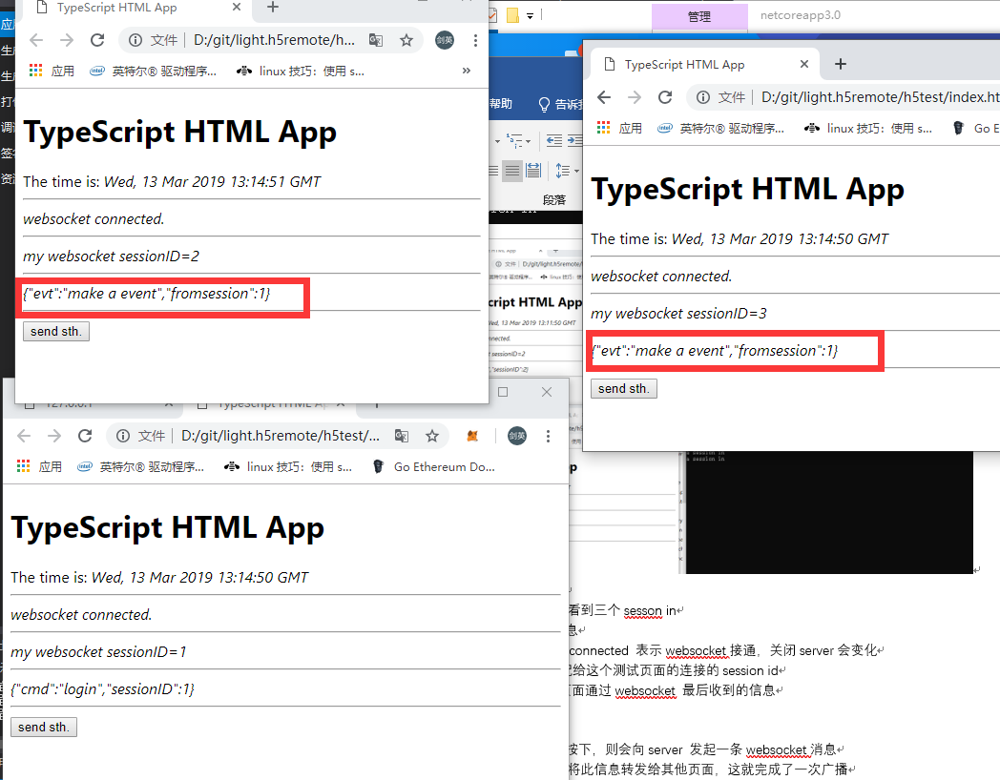 TypeScript HTML App
文件 D:/git/light.h5remote/h... 剑英
应用 英特尔® 驱动程序... linux 技巧：使用 s... »
TypeScript HTML App
The time is: Wed, 13 Mar 2019 13:14:51 GMT
websocket connected.
my websocket sessionID=2
{"evt":"make a event","fromsession":1}
send sth.
管理 netcoreapp3.0
帮助
段落
TypeScript HTML App
文件 D:/git/light.h5remote/h5test/index.ht
应用 英特尔® 驱动程序... linux 技巧：使用 s... Go E
TypeScript HTML App
The time is: Wed, 13 Mar 2019 13:14:50 GMT
websocket connected.
my websocket sessionID=3
{"evt":"make a event","fromsession":1}
send sth.
文件 D:/git/light.h5remote/h5test/... 剑英
应用 英特尔® 驱动程序... linux 技巧：使用 s... Go Ethereum Do...
TypeScript HTML App
The time is: Wed, 13 Mar 2019 13:14:50 GMT
websocket connected.
my websocket sessionID=1
{"cmd":"login","sessionID":1}
send sth.
看到三个 sesson in
息
connected 表示 websocket 接通，关闭 server 会变化
给这个测试页面的连接的 session id
页面通过 websocket 最后收到的信息
按下，则会向 server 发起一条 websocket 消息
将此信息转发给其他页面，这就完成了一次广播